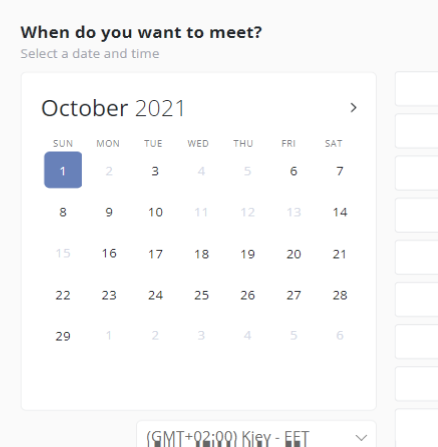 When do you want to meet?
Select a date and time
October 2021
SUN MON TUE WED THU FRI SAT
1 2 3 4 5 6 7
8 9 10 11 12 13 14
15 16 17 18 19 20 21
22 23 24 25 26 27 28
29 1 2 3 4 5 6
(GMT+02:00) Kiev - EET